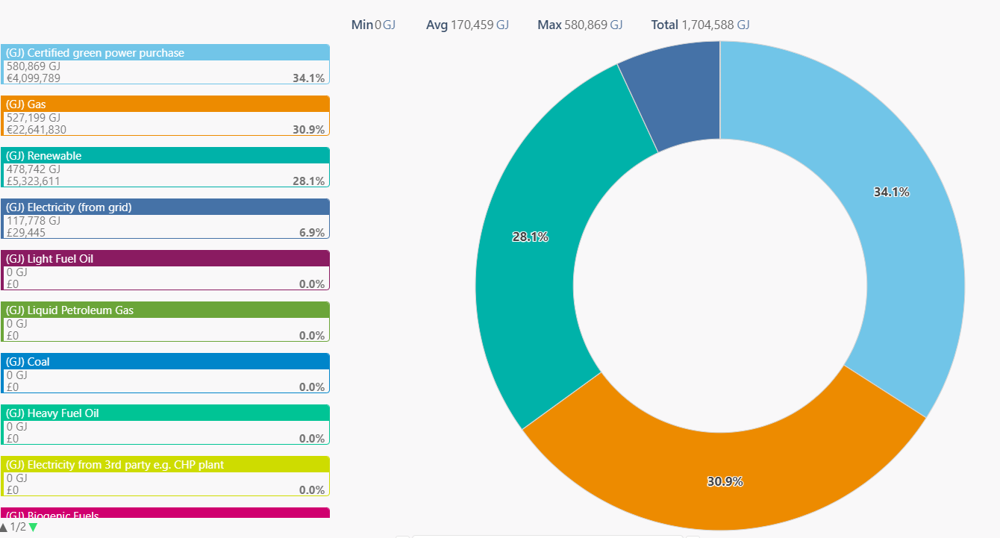 Min 0 GJ Avg 170,459 GJ Max 580,869 GJ Total 1,704,588 GJ
(GJ) Certified green power purchase
580,869 GJ
€4,099,789 34.1%
(GJ) Gas
527,199 GJ
€22,641,830 30.9%
(GJ) Renewable
478,742 GJ
£5,323,611 28.1%
(GJ) Electricity (from grid)
117,778 GJ
£29,445 6.9%
(GJ) Light Fuel Oil
0 GJ
£0 0.0%
(GJ) Liquid Petroleum Gas
0 GJ
£0 0.0%
(GJ) Coal
0 GJ
£0 0.0%
(GJ) Heavy Fuel Oil
0 GJ
£0 0.0%
(GJ) Electricity from 3rd party e.g. CHP plant
0 GJ
£0 0.0%
(GJ) Biogenic Fuels
▲ 1/2 ▼
34.1%
28.1%
30.9%